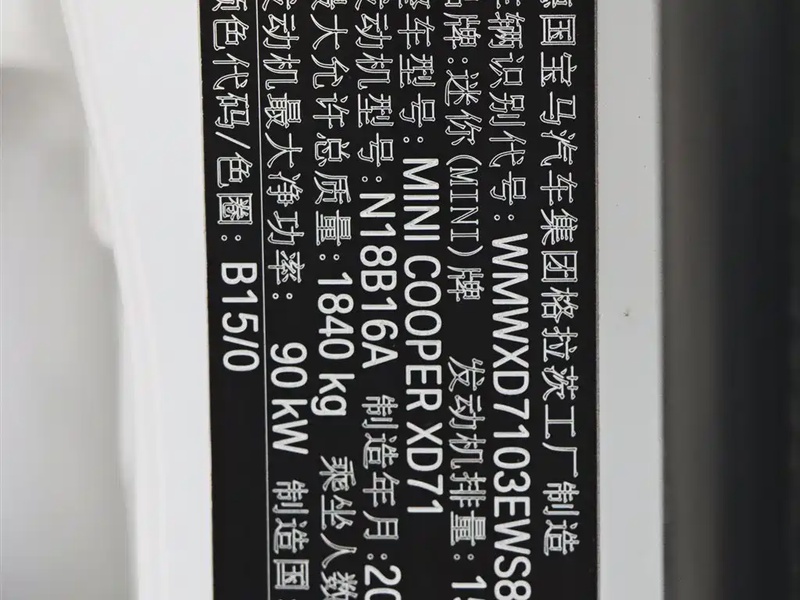 德国宝马汽车集团格拉茨工厂 制造
车辆识别代号: WMWXD7103EWS8
品牌:迷你(MINI)牌 发动机排量: 15
整车型号: MINI COOPER XD71
发动机型号: N18B16A 制造年月: 20
最大允许总质量: 1840 kg 乘坐人数
发动机最大净功率: 90 kW 制造国:
颜色代码/色圈: B15/0